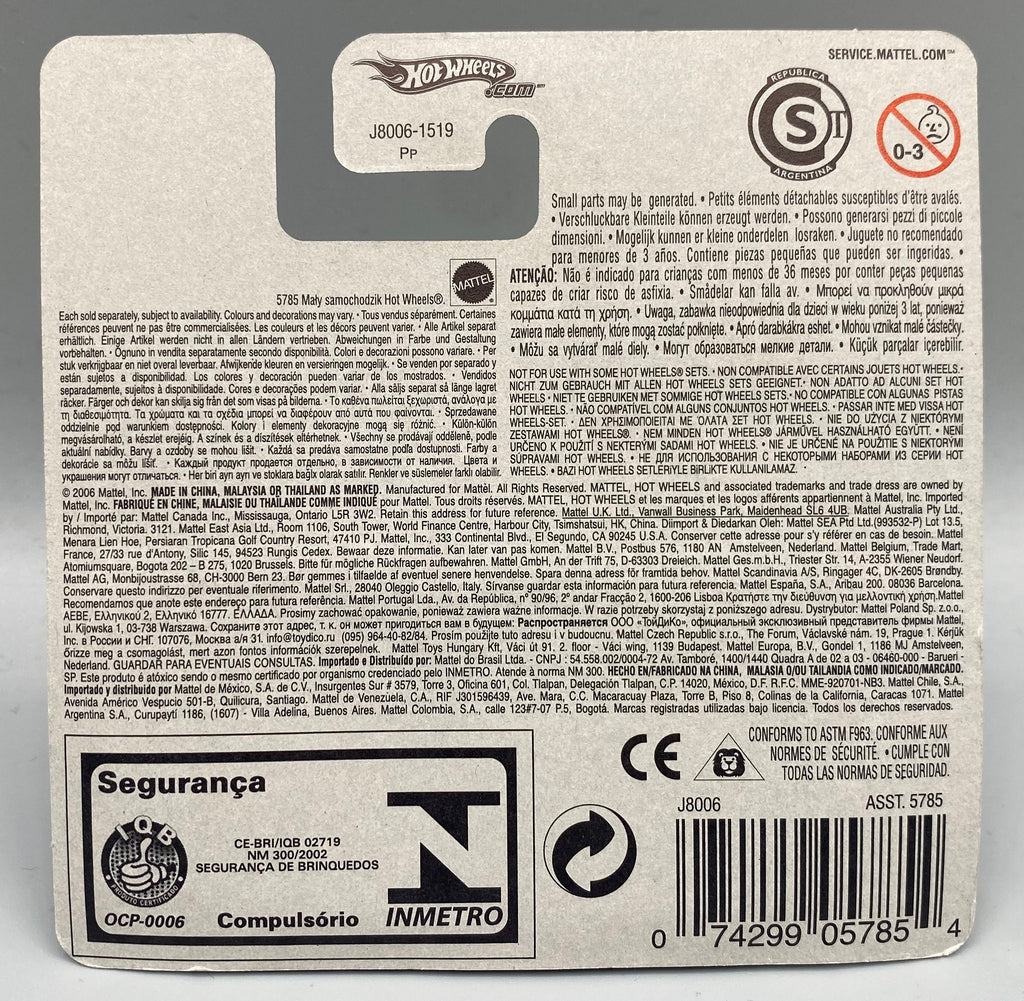 HOT WHEELS .com™
J8006-1519
PP
SERVICE.MATTEL.COM™
REPUBLICA
S
ARGENTINA
0-3
Small parts may be generated. • Petits éléments détachables susceptibles d'être avalés.
• Verschluckbare Kleinteile können erzeugt werden. • Possono generarsi pezzi di piccole
dimensioni. • Mogelijk kunnen er kleine onderdelen losraken. • Juguete no recomendado
para menores de 3 años. Contiene piezas pequeñas que pueden ser ingeridas. •
ATENÇÃO: Não é indicado para crianças com menos de 36 meses por conter peças pequenas
capazes de criar risco de asfixia. • Smådelar kan falla av. • Μπορεί να προκληθούν μικρά
κομμάτια κατά τη χρήση. • Uwaga, zabawka nieodpowiednia dla dzieci w wieku poniżej 3 lat, ponieważ
zawiera małe elementy, które mogą zostać połknięte. • Apró darabkákra eshet. • Mohou vznikat malé částečky.
• Môžu sa vytvárať malé diely. • Могут образоваться мелкие детали. • Küçük parçalar içerebilir.
MATTEL
5785 Mały samochodzik Hot Wheels®.
Each sold separately, subject to availability. Colours and decorations may vary. • Tous vendus séparément. Certaines
références peuvent ne pas être commercialisées. Les couleurs et les décors peuvent varier. • Alle Artikel separat
erhältlich. Einige Artikel werden nicht in allen Ländern vertrieben. Abweichungen in Farbe und Gestaltung
vorbehalten. • Ognuno in vendita separatamente secondo disponibilità. Colori e decorazioni possono variare. • Per
stuk verkrijgbaar en niet overal leverbaar. Afwijkende kleuren en versieringen mogelijk. • Se venden por separado y
están sujetos a disponibilidad. Los colores y decoración pueden variar de los mostrados. • Vendidos
separadamente, sujeitos à disponibilidade. Cores e decorações podem variar. • Alla säljs separat så länge lagret
räcker. Färger och dekor kan skilja sig från det som visas på bilderna. • Το καθένα πωλείται ξεχωριστά, ανάλογα με
τη διαθεσιμότητα. Τα χρώματα και τα σχέδια μπορεί να διαφέρουν από αυτά που φαίνονται. • Sprzedawane
oddzielnie pod warunkiem dostępności. Kolory i elementy dekoracyjne mogą się różnić. • Külön-külön
megvásárolható, a készlet erejéig. A színek és a díszítések eltérhetnek. • Všechny se prodávají odděleně, podle
aktuální nabídky. Barvy a ozdoby se mohou lišit. • Každá sa predáva samostatne podľa dostupnosti. Farby a
dekorácie sa môžu líšiť. • Каждый продукт продается отдельно, в зависимости от наличия. Цвета и
украшения могут отличаться. • Her biri ayrı ayrı ve stoklara bağlı olarak satılır. Renkler ve süslemeler farklı olabilir.
NOT FOR USE WITH SOME HOT WHEELS® SETS. • NON COMPATIBLE AVEC CERTAINS JOUETS HOT WHEELS. •
NICHT ZUM GEBRAUCH MIT ALLEN HOT WHEELS SETS GEEIGNET. • NON ADATTO AD ALCUNI SET HOT
WHEELS • NIET TE GEBRUIKEN MET SOMMIGE HOT WHEELS SETS. • NO COMPATIBLE CON ALGUNAS PISTAS
HOT WHEELS. • NÃO COMPATÍVEL COM ALGUNS CONJUNTOS HOT WHEELS. • PASSAR INTE MED VISSA HOT
WHEELS-SET. • ΔΕΝ ΧΡΗΣΙΜΟΠΟΙΕΙΤΑΙ ΜΕ ΟΛΑΤΑ ΣΕΤ HOT WHEELS. • NIE DO UŻYCIA Z NIEKTÓRYMI
ZESTAWAMI HOT WHEELS®. • NEM MINDEN HOT WHEELS® JÁRMŰVEL HASZNÁLHATÓ EGYÜTT. • NENÍ
URČENO K POUŽITÍ S NĚKTERÝMI SADAMI HOT WHEELS. • NIE JE URČENÉ NA POUŽITIE S NIEKTORÝMI
SÚPRAVAMI HOT WHEELS. • НЕ ДЛЯ ИСПОЛЬЗОВАНИЯ С НЕКОТОРЫМИ НАБОРАМИ ИЗ СЕРИИ HOT
WHEELS. • BAZI HOT WHEELS SETLERİYLE BİRLİKTE KULLANILAMAZ.
© 2006 Mattel, Inc. MADE IN CHINA, MALAYSIA OR THAILAND AS MARKED. Manufactured for Mattel. All Rights Reserved. MATTEL, HOT WHEELS and associated trademarks and trade dress are owned by
Mattel, Inc. FABRIQUÉ EN CHINE, MALAISIE OU THAÏLANDE COMME INDIQUÉ pour Mattel. Tous droits réservés. MATTEL, HOT WHEELS et les marques et les logos afférents appartiennent à Mattel, Inc. Imported
by / Importé par: Mattel Canada Inc., Mississauga, Ontario L5R 3W2. Retain this address for future reference. Mattel U.K. Ltd., Vanwall Business Park, Maidenhead SL6 4UB. Mattel Australia Pty Ltd.,
Richmond, Victoria. 3121. Mattel East Asia Ltd., Room 1106, South Tower, World Finance Centre, Harbour City, Tsimshatsui, HK, China. Diimport & Diedarkan Oleh: Mattel SEA Ptd Ltd.(993532-P) Lot 13.5,
Menara Lien Hoe, Persiaran Tropicana Golf Country Resort, 47410 PJ. Mattel, Inc., 333 Continental Blvd., El Segundo, CA 90245 U.S.A. Conserver cette adresse pour s'y référer en cas de besoin. Mattel
France, 27/33 rue d'Antony, Silic 145, 94523 Rungis Cedex. Bewaar deze informatie. Kan later van pas komen. Mattel B.V., Postbus 576, 1180 AN Amstelveen, Nederland. Mattel Belgium, Trade Mart,
Atomiumsquare, Bogota 202 – B 275, 1020 Brussels. Bitte für mögliche Rückfragen aufbewahren. Mattel GmbH, An der Trift 75, D-63303 Dreieich. Mattel Ges.m.b.H., Triester Str. 14, A-2355 Wiener Neudorf.
Mattel AG, Monbijoustrasse 68, CH-3000 Bern 23. Bør gemmes i tilfælde af eventuel senere henvendelse. Spara denna adress för framtida behov. Mattel Scandinavia A/S, Ringager 4C, DK-2605 Brøndby.
Conservare questo indirizzo per eventuale riferimento. Mattel Srl., 28040 Oleggio Castello, Italy. Sírvanse guardar esta información para futura referencia. Mattel España, S.A., Aribau 200. 08036 Barcelona.
Recomendamos que anote este endereço para futura referência. Mattel Portugal Lda., Av. da República, n° 90/96, 2° andar Fracção 2, 1600-206 Lisboa Κρατήστε την διεύθυνση για μελλοντική χρήση.Mattel
AEBE, Ελληνικού 2, Ελληνικό 16777. ΕΛΛΑΔΑ. Prosimy zachować opakowanie, ponieważ zawiera ważne informacje. W razie potrzeby skorzystaj z poniższego adresu. Dystrybutor: Mattel Poland Sp. z.o.o.,
ul. Kijowska 1, 03-738 Warszawa. Сохраните этот адрес, т. к. он может пригодиться вам в будущем: Распространяется ООО «ТойДиКо», официальный эксклюзивный представитель фирмы Mattel,
Inc. в России и СНГ. 107076, Москва а/я 31. info@toydico.ru (095) 964-40-82/84. Prosím použijte tuto adresu i v budoucnu. Mattel Czech Republic s.r.o., The Forum, Václavské nám. 19, Prague 1. Kérjük
őrizze meg a csomagolást, mert azon fontos információk szerepelnek. Mattel Toys Hungary Kft, Váci út 91. 2. floor - Váci wing, 1139 Budapest. Mattel Europa B.V., Gondel 1, 1186 MJ Amstelveen,
Nederland. GUARDAR PARA EVENTUAIS CONSULTAS. Importado e Distribuído por: Mattel do Brasil Ltda. - CNPJ : 54.558.002/0004-72 Av. Tamboré, 1400/1440 Quadra A de 02 a 03 - 06460-000 - Barueri -
SP. Este produto é atóxico sendo o mesmo certificado por organismo credenciado pelo INMETRO. Atende à norma NM 300. HECHO EN/FABRICADO NA CHINA, MALASIA O/OU TAILANDIA COMO INDICADO/MARCADO.
Importado y distribuido por Mattel de México, S.A. de C.V., Insurgentes Sur # 3579, Torre 3, Oficina 601, Col. Tlalpan, Delegación Tlalpan, C.P. 14020, México, D.F. R.F.C. MME-920701-NB3. Mattel Chile, S.A.,
Avenida Américo Vespucio 501-B, Quilicura, Santiago. Mattel de Venezuela, C.A., RIF J301596439, Ave. Mara, C.C. Macaracuay Plaza, Torre B, Piso 8, Colinas de la California, Caracas 1071. Mattel
Argentina S.A., Curupaytí 1186, (1607) - Villa Adelina, Buenos Aires. Mattel Colombia, S.A., calle 123#7-07 P.5, Bogotá. Marcas registradas utilizadas bajo licencia. Todos los derechos reservados.
CE
CONFORMS TO ASTM F963. CONFORME AUX
NORMES DE SÉCURITÉ. • CUMPLE CON
TODAS LAS NORMAS DE SEGURIDAD.
Segurança
IQB
PRODUTO CERTIFICADO
OCP-0006
CE-BRI/IQB 02719
NM 300/2002
SEGURANÇA DE BRINQUEDOS
Compulsório
INMETRO
J8006
ASST. 5785
0 74299 05785 4